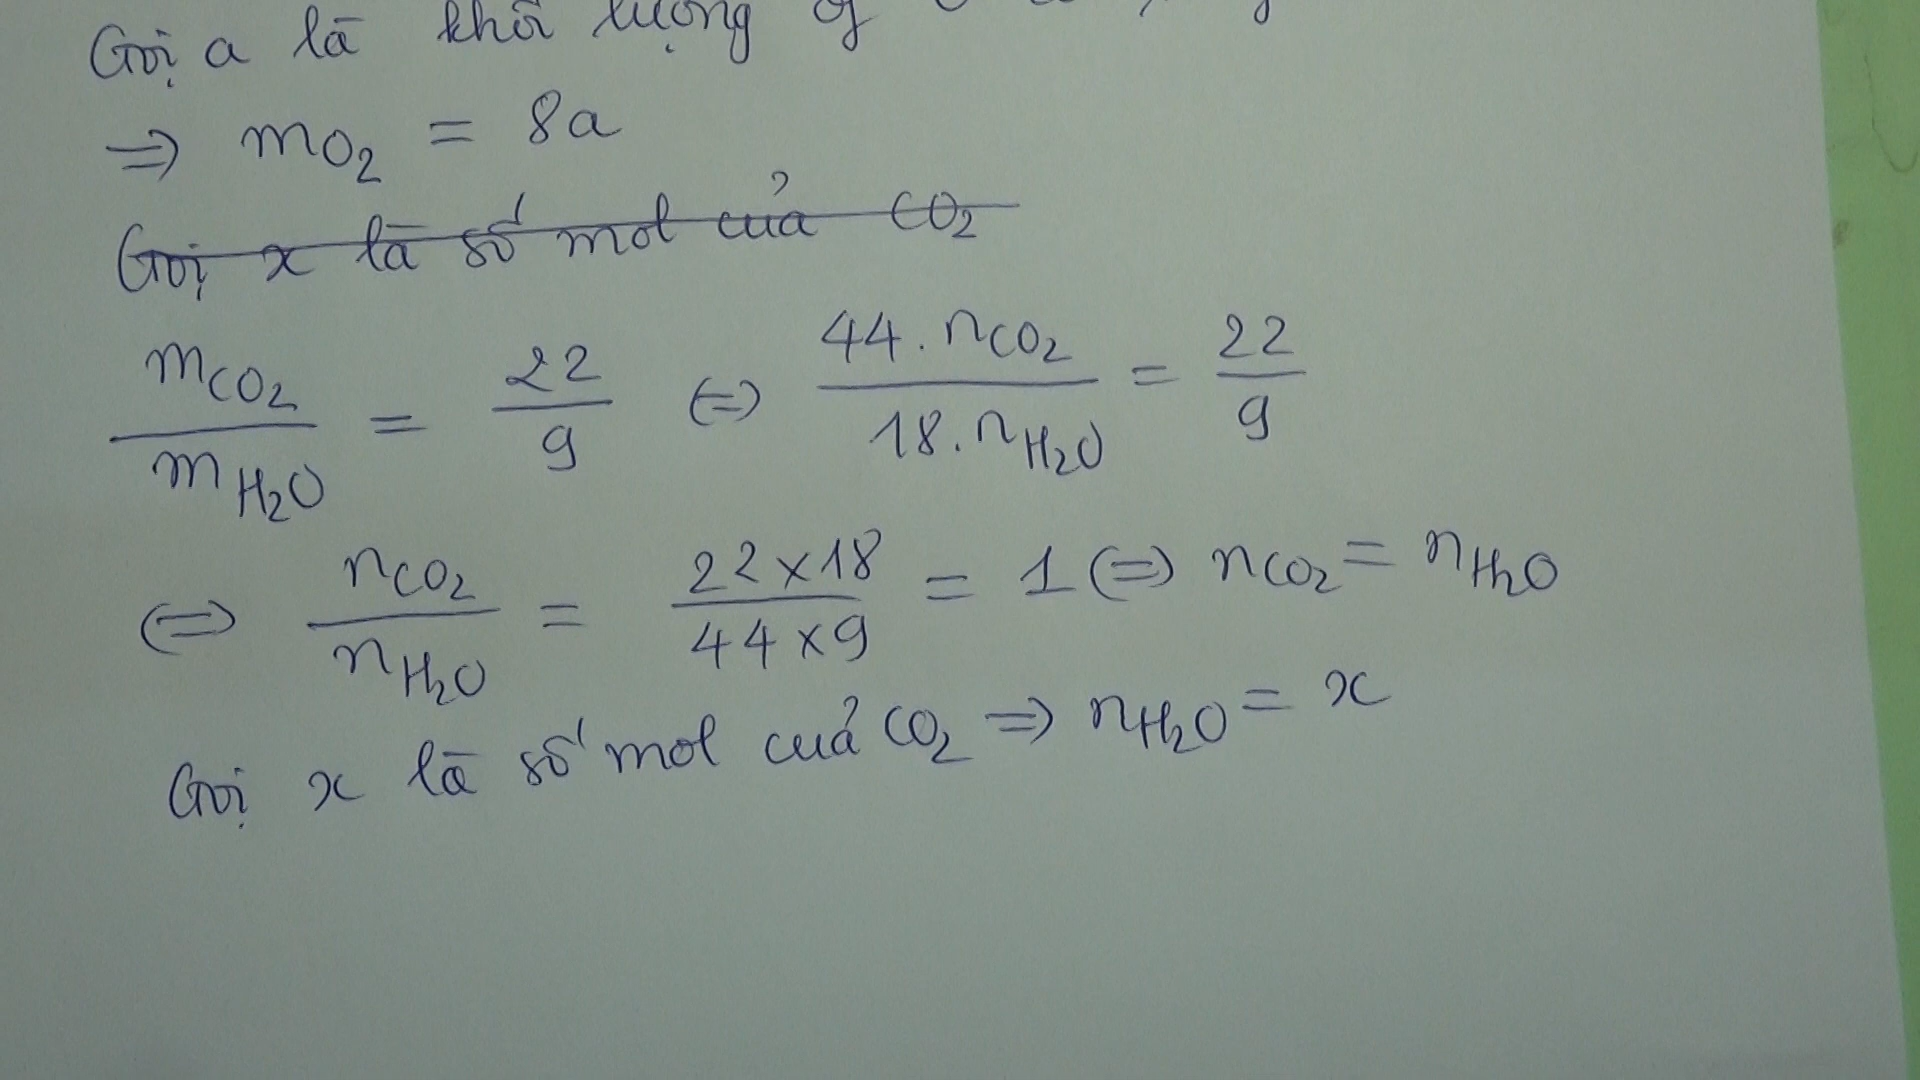 Gọi a là khối lượng
⇒ mO₂ = 8a
Gọi x là số mol của CO₂
mCO₂ / mH₂O = 22 / 9 ⇔ 44 . nCO₂ / 18 . nH₂O = 22 / 9
⇔ nCO₂ / nH₂O = 22 x 18 / 44 x 9 = 1 ⇔ nCO₂ = nH₂O
Gọi x là số mol của CO₂ ⇒ nH₂O = x